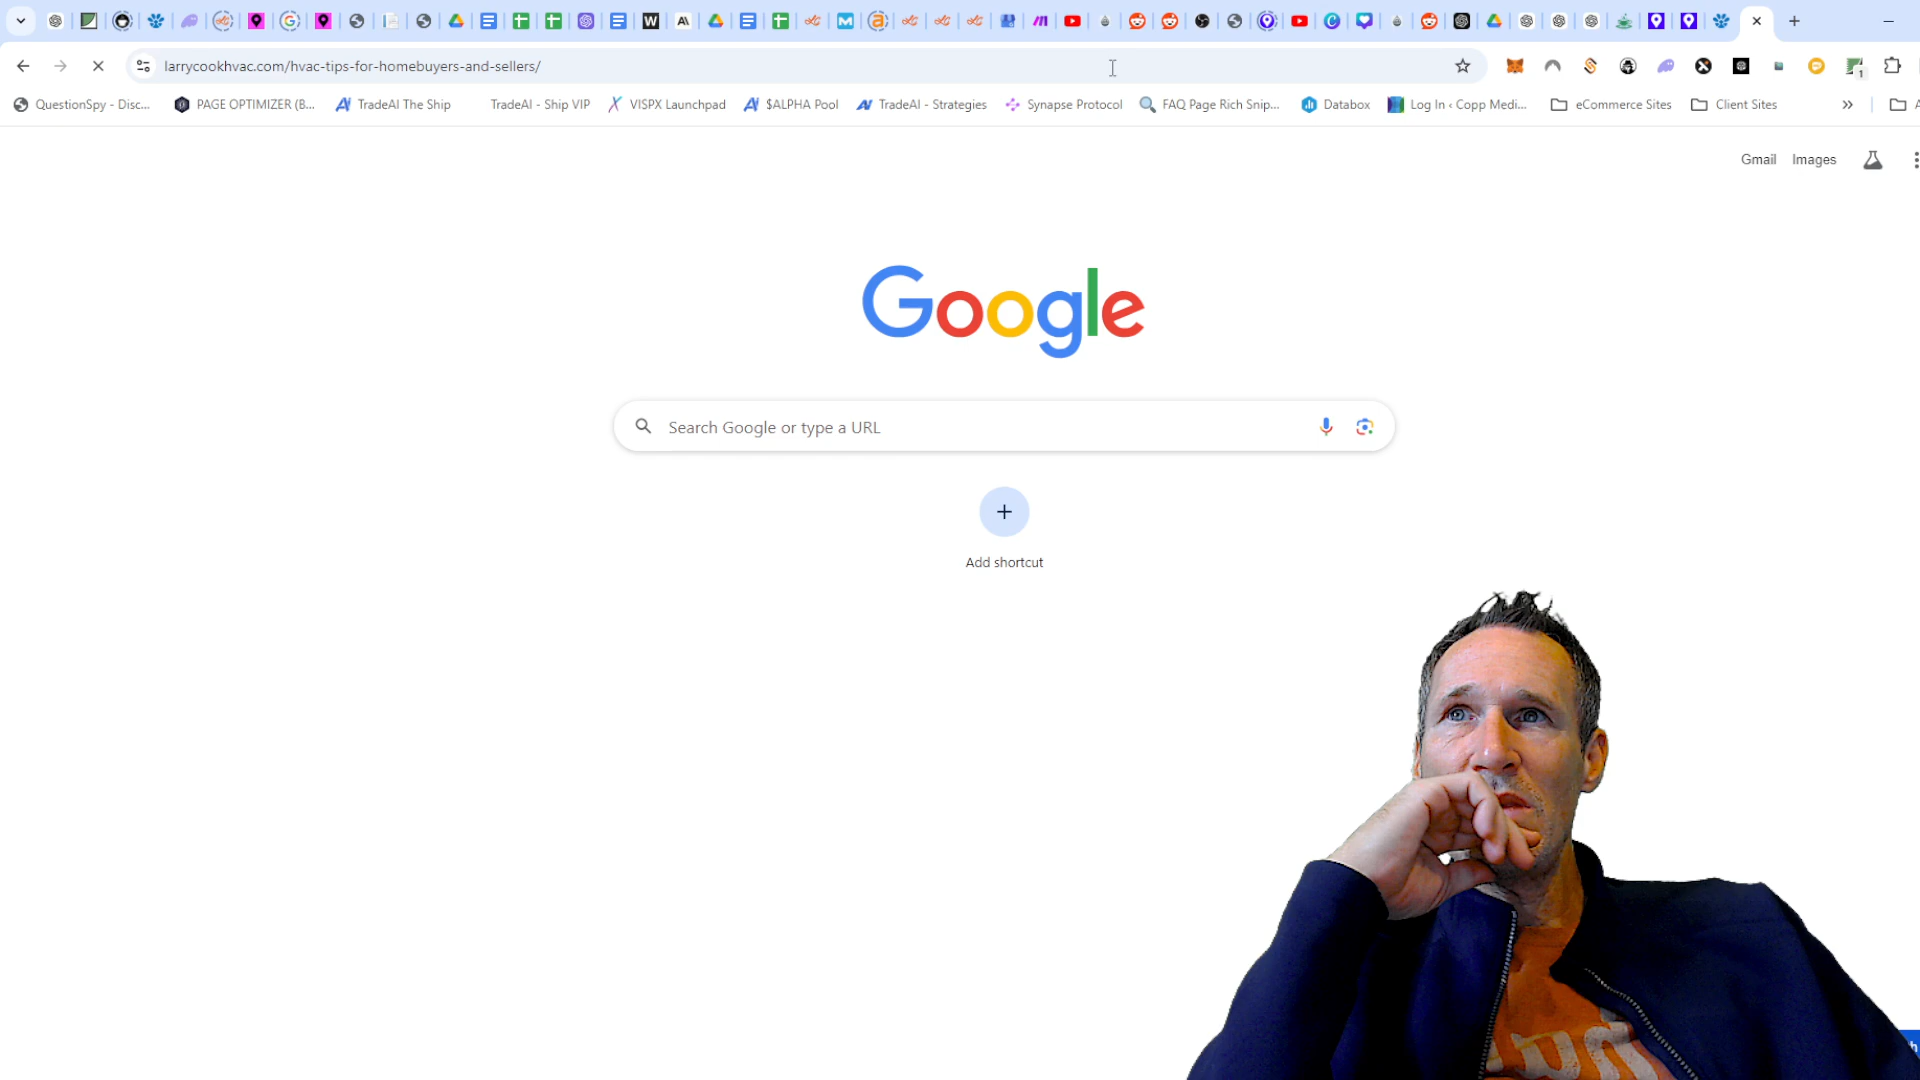 larrycookhvac.com/hvac-tips-for-homebuyers-and-sellers/
QuestionSpy - Disc... PAGE OPTIMIZER (B... TradeAI The Ship TradeAI - Ship VIP VISPX Launchpad $ALPHA Pool TradeAI - Strategies Synapse Protocol FAQ Page Rich Snip... Databox Log In ‹ Copp Medi... eCommerce Sites Client Sites
Gmail Images
Google
Search Google or type a URL
Add shortcut